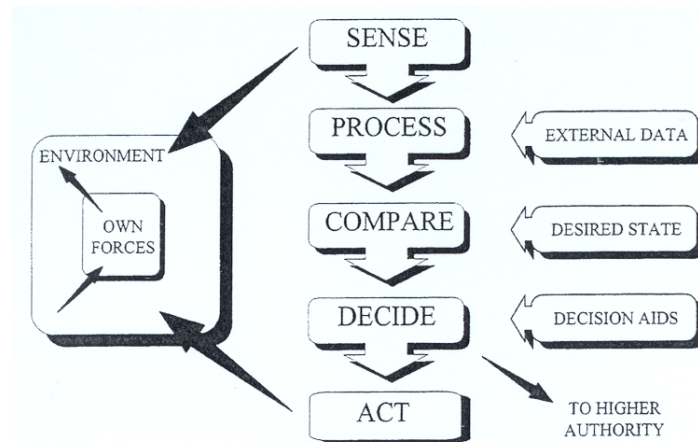 SENSE
PROCESS
EXTERNAL DATA
ENVIRONMENT
OWN
FORCES
COMPARE
DESIRED STATE
DECIDE
DECISION AIDS
ACT
TO HIGHER
AUTHORITY